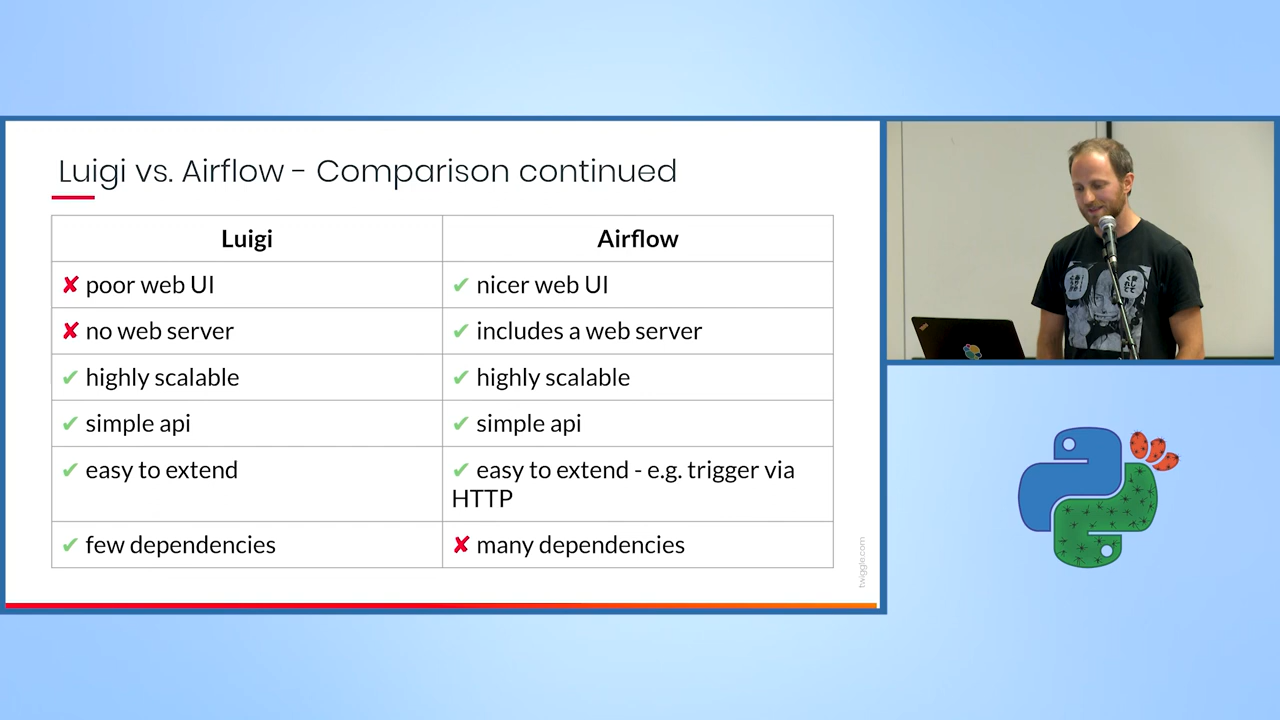 Luigi vs. Airflow - Comparison continued
Luigi
Airflow
✘ poor web UI
✔ nicer web UI
✘ no web server
✔ includes a web server
✔ highly scalable
✔ highly scalable
✔ simple api
✔ simple api
✔ easy to extend
✔ easy to extend - e.g. trigger via
HTTP
✔ few dependencies
✘ many dependencies
twiggle.com